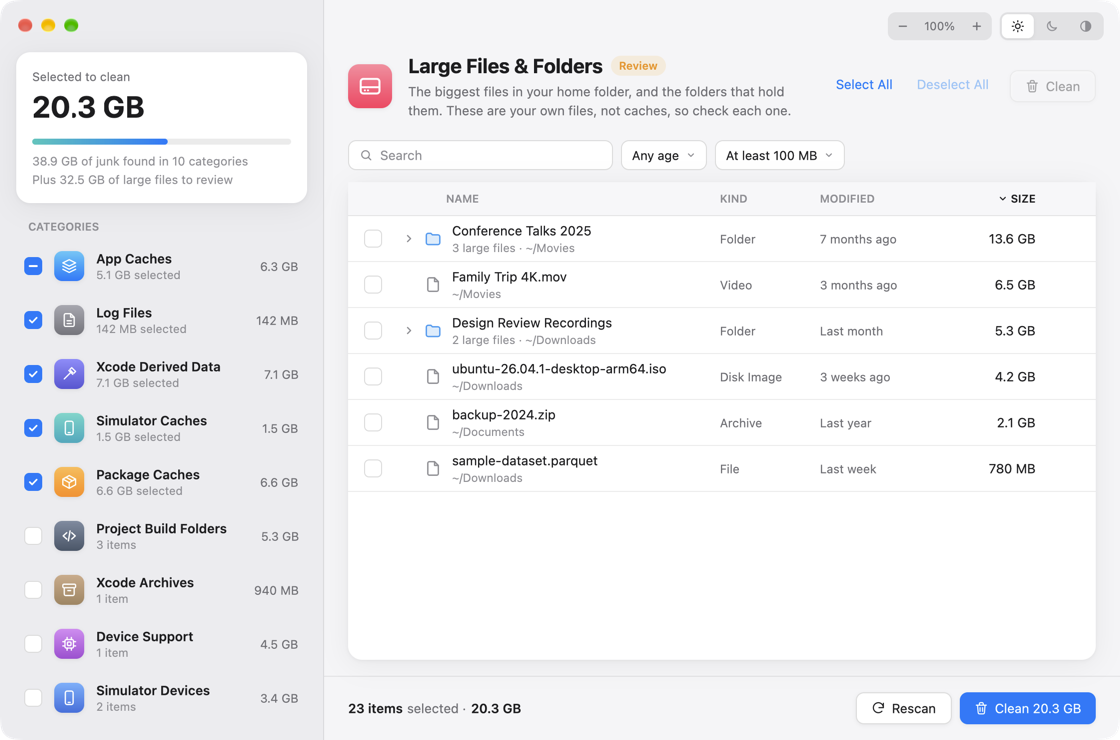 Selected to clean
20.3 GB
38.9 GB of junk found in 10 categories
Plus 32.5 GB of large files to review
CATEGORIES
App Caches
5.1 GB selected
6.3 GB
Log Files
142 MB selected
142 MB
Xcode Derived Data
7.1 GB selected
7.1 GB
Simulator Caches
1.5 GB selected
1.5 GB
Package Caches
6.6 GB selected
6.6 GB
Project Build Folders
3 items
5.3 GB
Xcode Archives
1 item
940 MB
Device Support
1 item
4.5 GB
Simulator Devices
2 items
3.4 GB
− 100% +
Large Files & Folders Review
The biggest files in your home folder, and the folders that hold
them. These are your own files, not caches, so check each one.
Select All Deselect All Clean
Search Any age At least 100 MB
NAME KIND MODIFIED SIZE
Conference Talks 2025
3 large files · ~/Movies
Folder 7 months ago 13.6 GB
Family Trip 4K.mov
~/Movies
Video 3 months ago 6.5 GB
Design Review Recordings
2 large files · ~/Downloads
Folder Last month 5.3 GB
ubuntu-26.04.1-desktop-arm64.iso
~/Downloads
Disk Image 3 weeks ago 4.2 GB
backup-2024.zip
~/Documents
Archive Last year 2.1 GB
sample-dataset.parquet
~/Downloads
File Last week 780 MB
23 items selected · 20.3 GB
Rescan Clean 20.3 GB